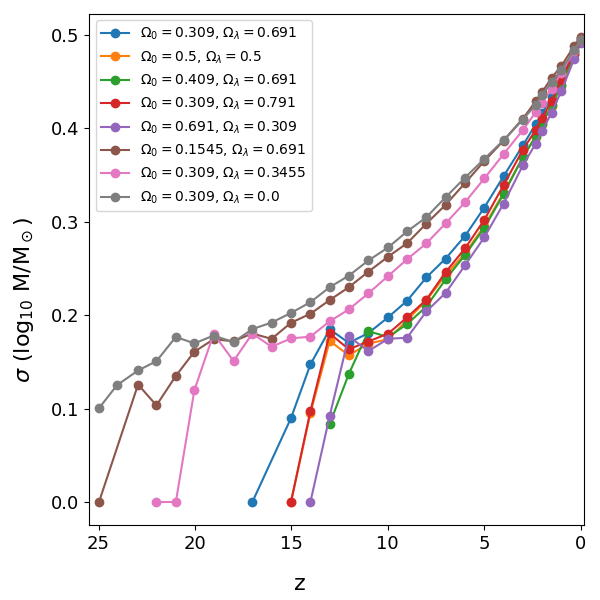 Ω₀ = 0.309, Ωλ = 0.691
Ω₀ = 0.5, Ωλ = 0.5
Ω₀ = 0.409, Ωλ = 0.691
Ω₀ = 0.309, Ωλ = 0.791
Ω₀ = 0.691, Ωλ = 0.309
Ω₀ = 0.1545, Ωλ = 0.691
Ω₀ = 0.309, Ωλ = 0.3455
Ω₀ = 0.309, Ωλ = 0.0
0.5
0.4
0.3
0.2
0.1
0.0
σ (log₁₀ M/M⊙)
25 20 15 10 5 0
z